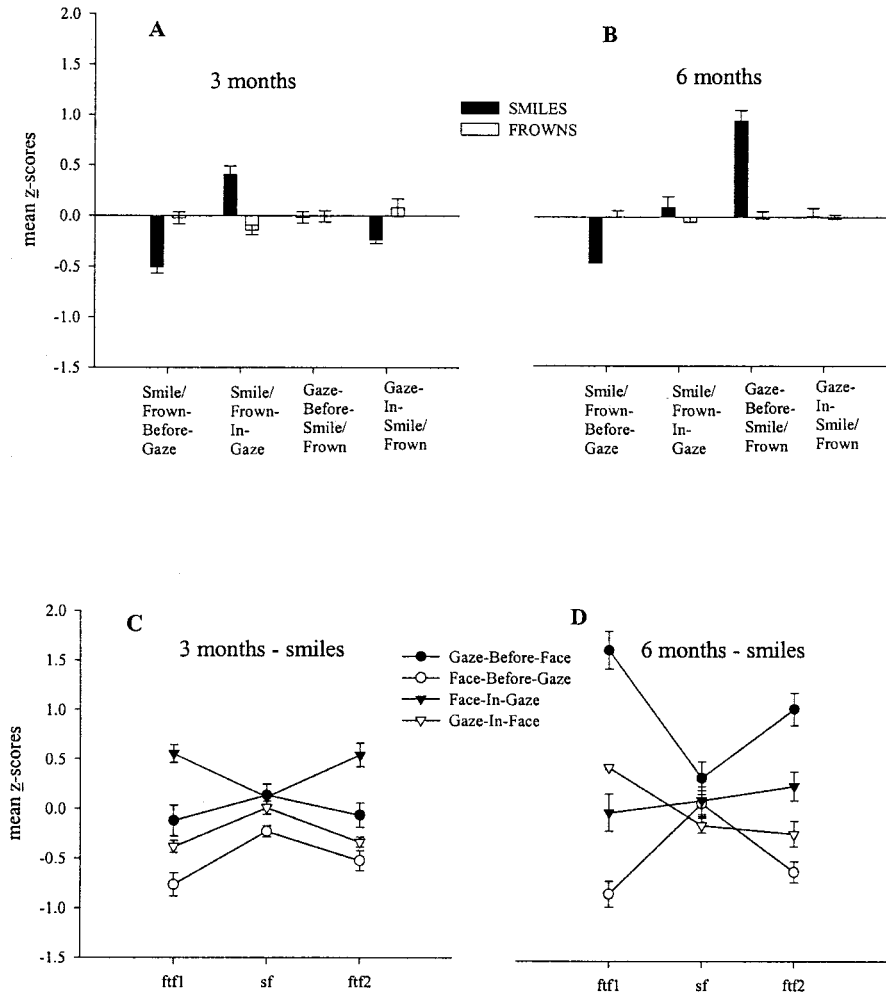 A
3 months
B
6 months
SMILES
FROWNS
mean z-scores
2.0
1.5
1.0
0.5
0.0
-0.5
-1.0
-1.5
Smile/
Frown-
Before-
Gaze
Smile/
Frown-
In-
Gaze
Gaze-
Before-
Smile/
Frown
Gaze-
In-
Smile/
Frown
Smile/
Frown-
Before-
Gaze
Smile/
Frown-
In-
Gaze
Gaze-
Before-
Smile/
Frown
Gaze-
In-
Smile/
Frown
C
3 months - smiles
D
6 months - smiles
Gaze-Before-Face
Face-Before-Gaze
Face-In-Gaze
Gaze-In-Face
mean z-scores
2.0
1.5
1.0
0.5
0.0
-0.5
-1.0
-1.5
ftf1
sf
ftf2
ftf1
sf
ftf2